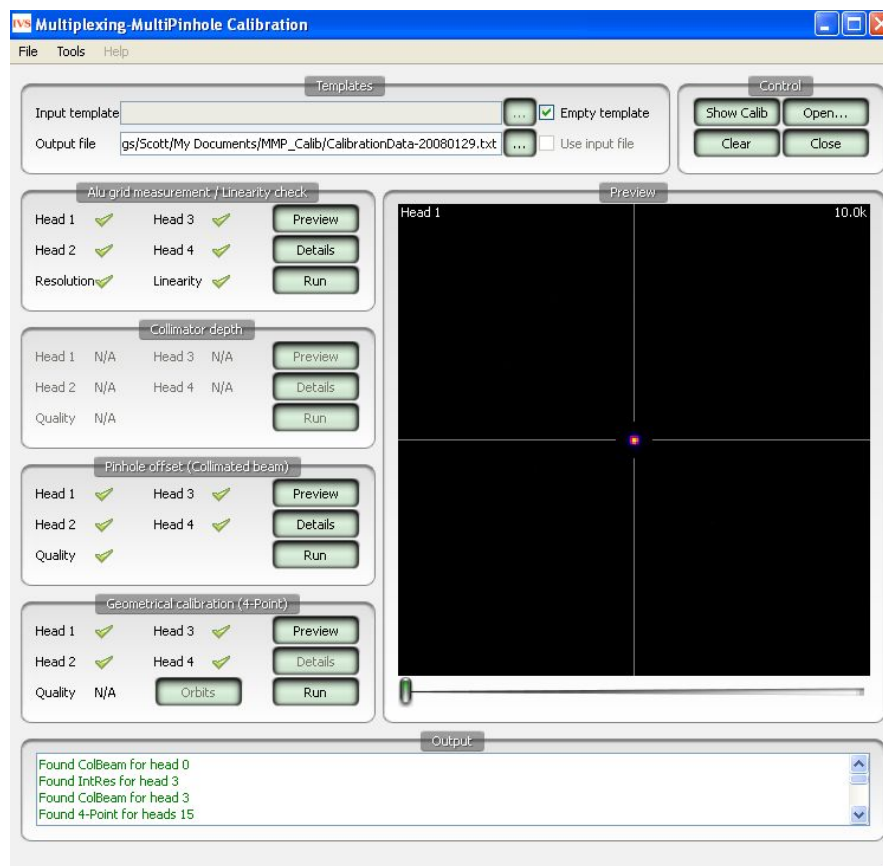 IVS Multiplexing-MultiPinhole Calibration
File Tools Help
Templates
Input template ... Empty template
Output file gs/Scott/My Documents/MMP_Calib/CalibrationData-20080129.txt ... Use input file
Control
Show Calib Open...
Clear Close
Alu grid measurement / Linearity check
Head 1 Head 3 Preview
Head 2 Head 4 Details
Resolution Linearity Run
Collimator depth
Head 1 N/A Head 3 N/A Preview
Head 2 N/A Head 4 N/A Details
Quality N/A Run
Pinhole offset (Collimated beam)
Head 1 Head 3 Preview
Head 2 Head 4 Details
Quality Run
Geometrical calibration (4-Point)
Head 1 Head 3 Preview
Head 2 Head 4 Details
Quality N/A Orbits Run
Preview
Head 1 10.0k
Output
Found ColBeam for head 0
Found IntRes for head 3
Found ColBeam for head 3
Found 4-Point for heads 15